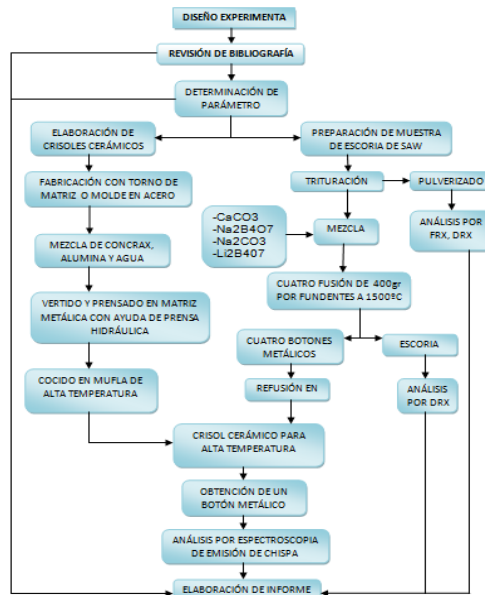 DISEÑO EXPERIMENTA
REVISIÓN DE BIBLIOGRAFÍA
DETERMINACIÓN DE
PARÁMETRO
ELABORACIÓN DE
CRISOLES CERÁMICOS
PREPARACIÓN DE MUESTRA
DE ESCORIA DE SAW
FABRICACIÓN CON TORNO DE
MATRIZ O MOLDE EN ACERO
TRITURACIÓN
PULVERIZADO
-CaCO3
-Na2B4O7
-Na2CO3
-Li2B407
MEZCLA
ANÁLISIS POR
FRX, DRX
MEZCLA DE CONCRAX,
ALUMINA Y AGUA
CUATRO FUSIÓN DE 400gr
POR FUNDENTES A 1500ºC
VERTIDO Y PRENSADO EN MATRIZ
METÁLICA CON AYUDA DE PRENSA
HIDRÁULICA
CUATRO BOTONES
METÁLICOS
ESCORIA
COCIDO EN MUFLA DE
ALTA TEMPERATURA
REFUSIÓN EN
ANÁLISIS
POR DRX
CRISOL CERÁMICO PARA
ALTA TEMPERATURA
OBTENCIÓN DE UN
BOTÓN METÁLICO
ANÁLISIS POR ESPECTROSCOPIA
DE EMISIÓN DE CHISPA
ELABORACIÓN DE INFORME